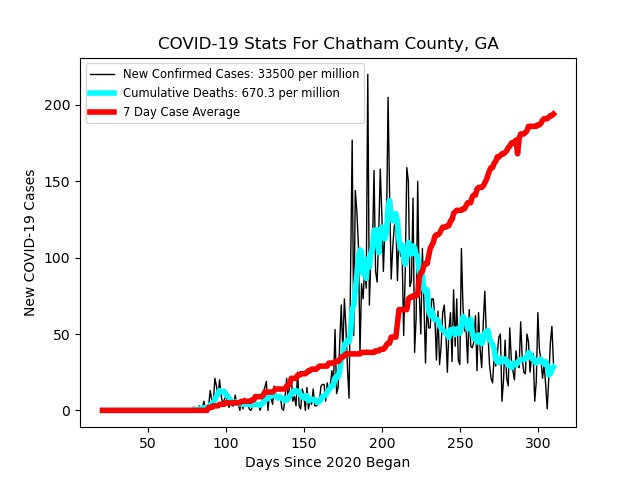 COVID-19 Stats For Chatham County, GA
New Confirmed Cases: 33500 per million
Cumulative Deaths: 670.3 per million
7 Day Case Average
New COVID-19 Cases
200
150
100
50
0
50 100 150 200 250 300
Days Since 2020 Began